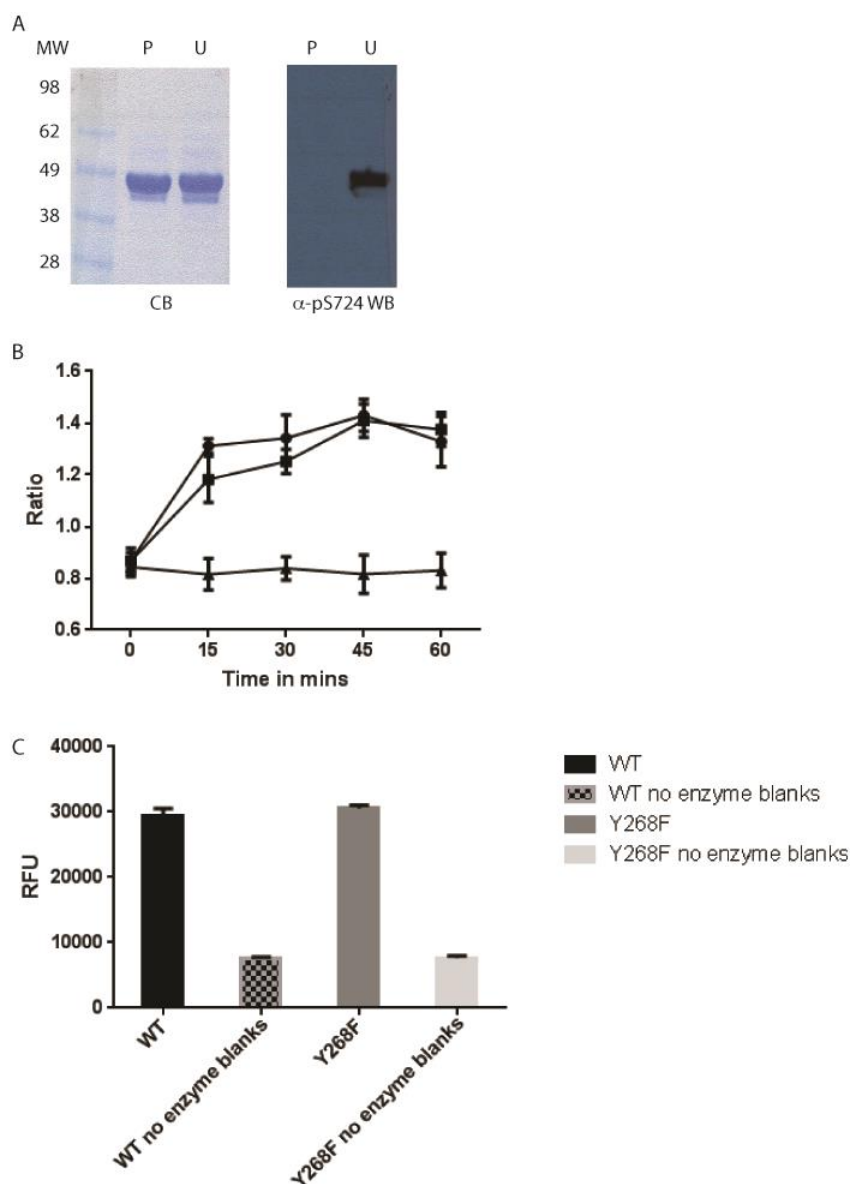 A
MW P U P U
98
62
49
38
28
CB α-pS724 WB
B
1.6
1.4
1.2
1.0
0.8
0.6
Ratio
0 15 30 45 60
Time in mins
C
40000
30000
20000
10000
0
RFU
WT
WT no enzyme blanks
Y268F
Y268F no enzyme blanks
WT
WT no enzyme blanks
Y268F
Y268F no enzyme blanks